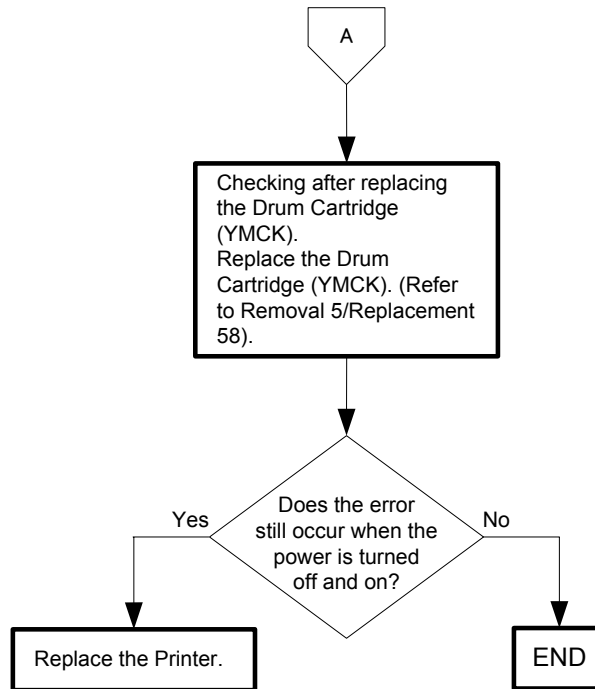 A
Checking after replacing
the Drum Cartridge
(YMCK).
Replace the Drum
Cartridge (YMCK). (Refer
to Removal 5/Replacement
58).
Does the error
still occur when the
power is turned
off and on?
Yes
No
Replace the Printer.
END